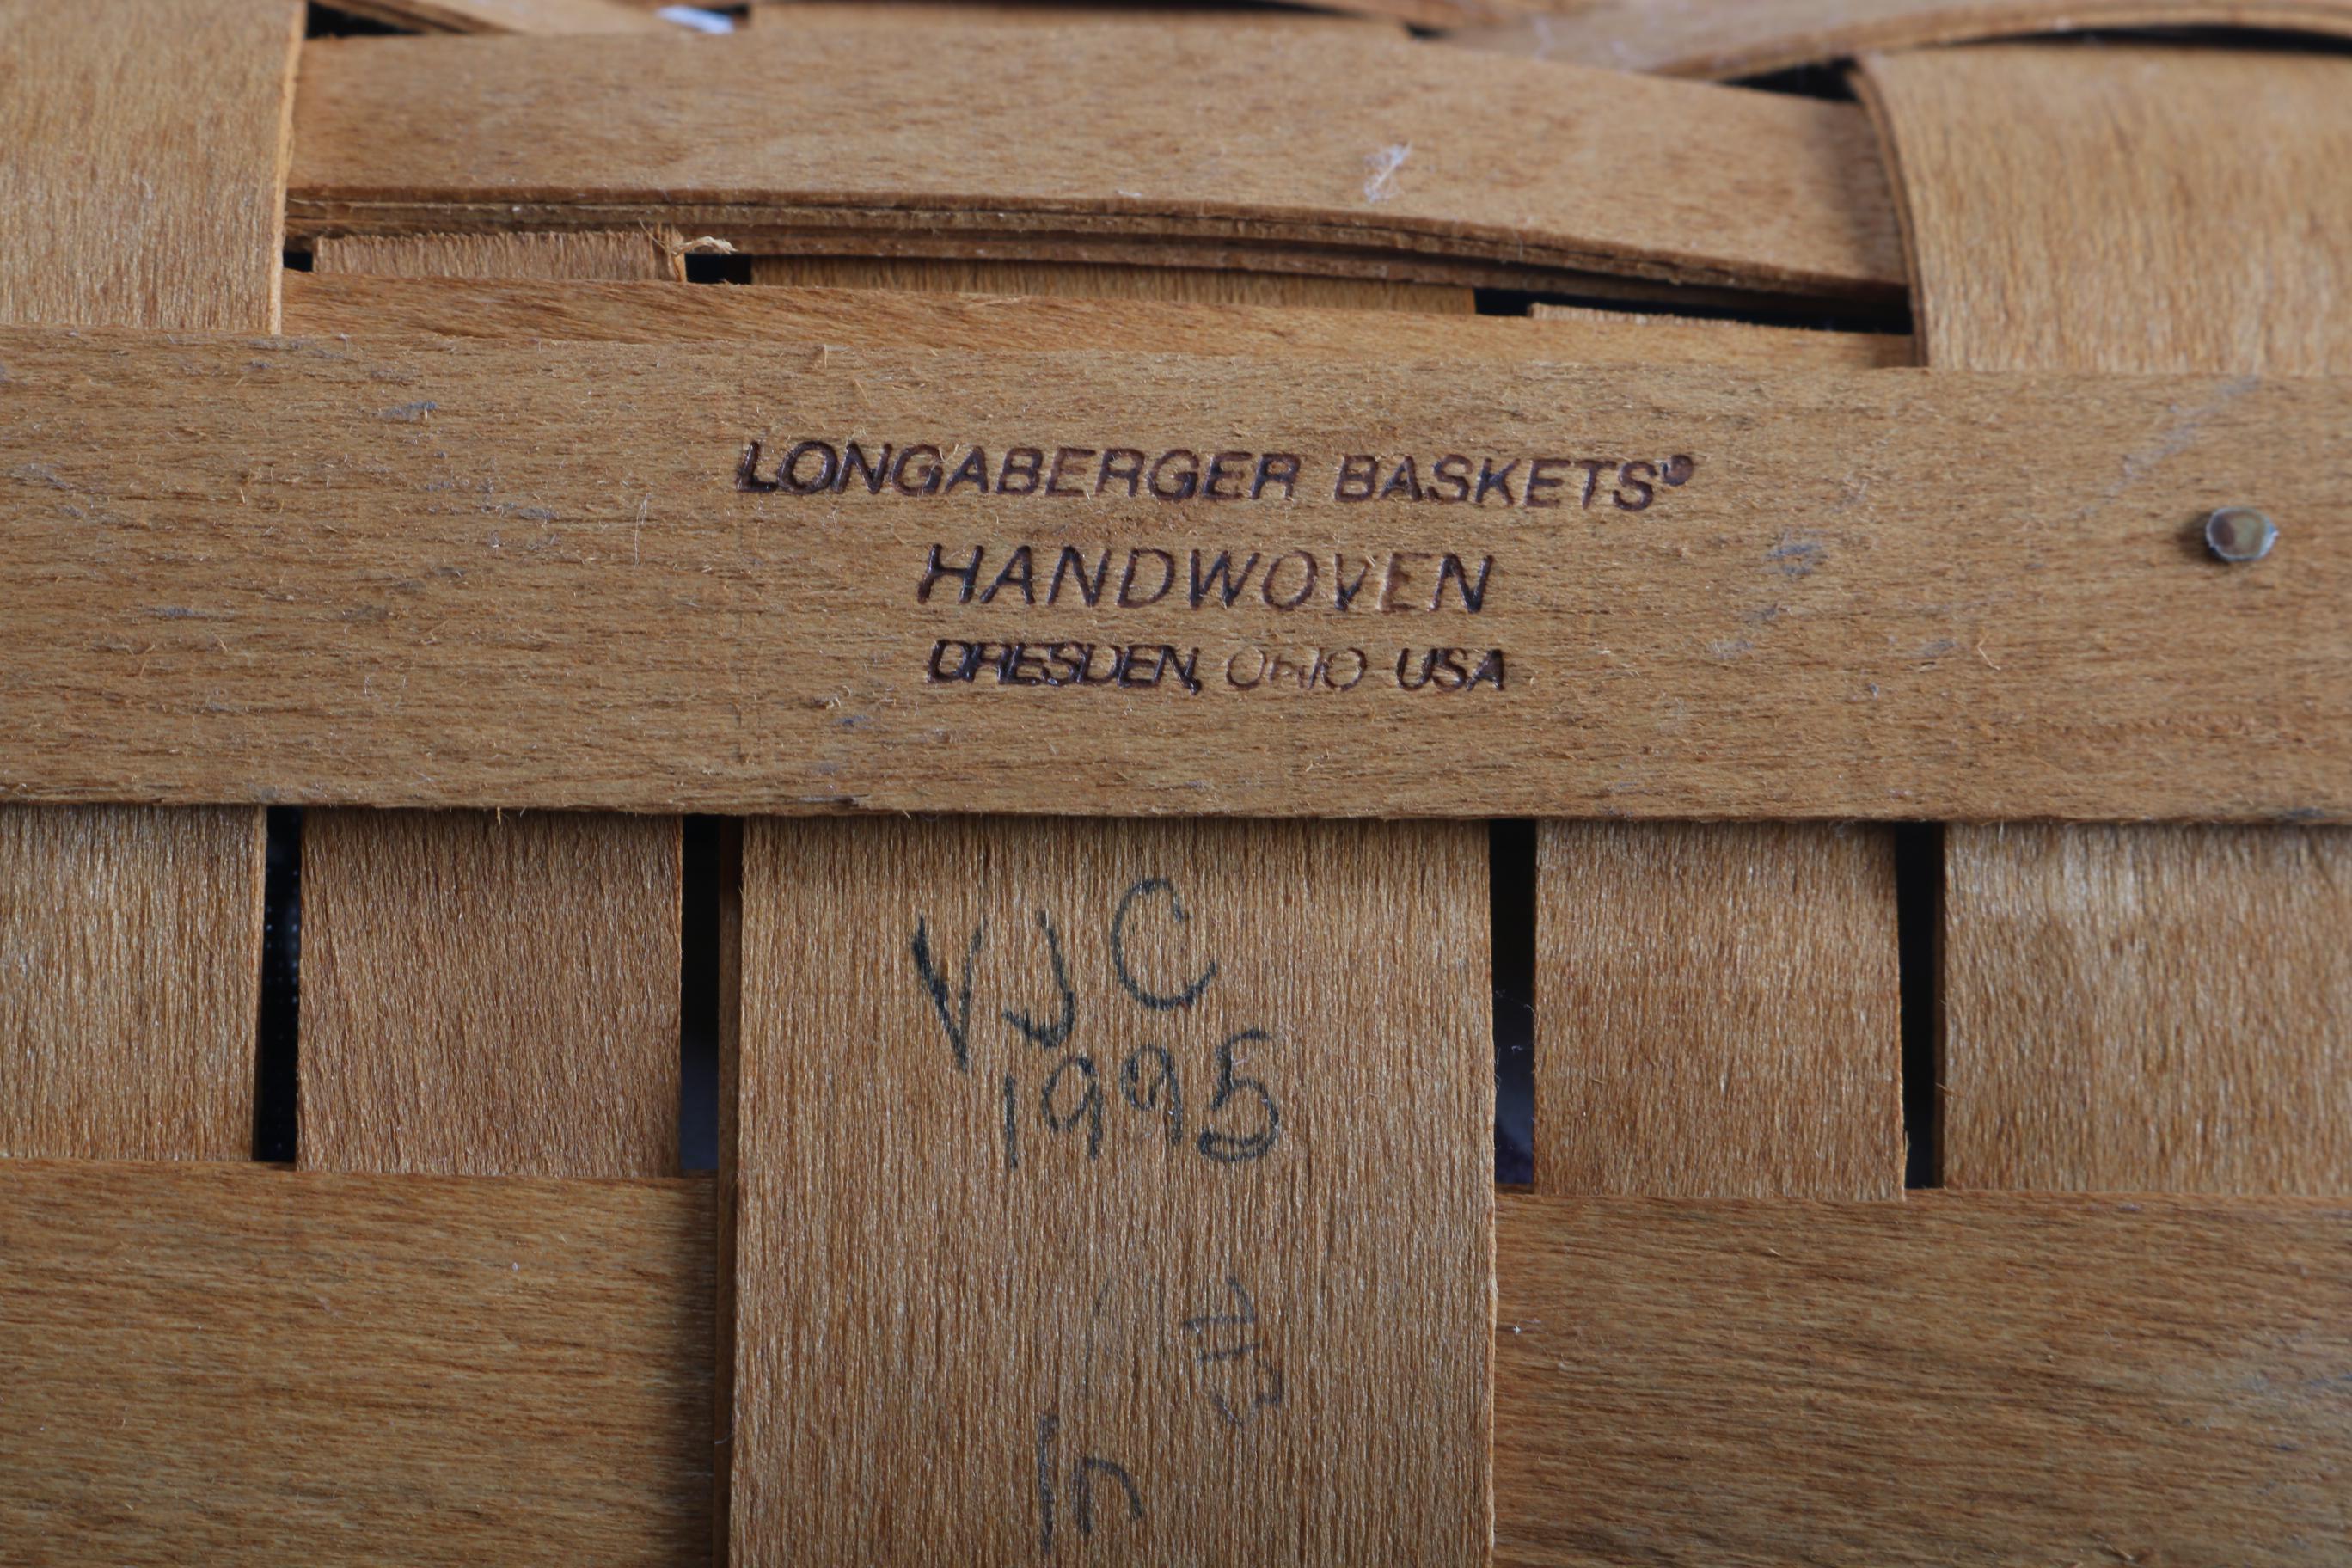 LONGABERGER BASKETS®
HANDWOVEN
DRESDEN, OHIO USA
VJC
1995